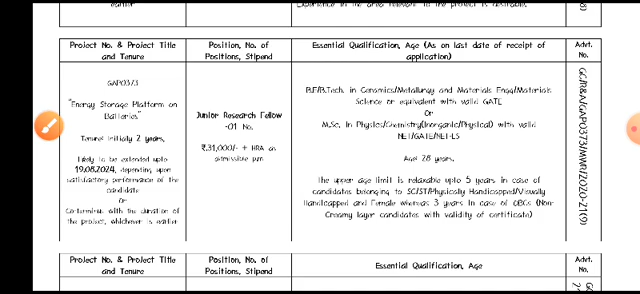 Experience in the area relevant to the project is desirable.
Project No. & Project Title
and Tenure
Position, No. of
Positions, Stipend
Essential Qualification, Age (As on last date of receipt of
application)
Advt.
No.
GAP0373
"Energy Storage Platform on
Batteries"
Tenure: Initially 2 years,
likely to be extended upto
19.08.2024, depending upon
satisfactory performance of the
candidate
Or
Co-terminus with the duration of
the project, whichever is earlier
Junior Research Fellow
-01 No.
₹.31,000/- + HRA as
admissible p.m.
B.E/B.Tech. in Ceramics/Metallurgy and Materials Engg/Materials
Science or equivalent with valid GATE
Or
M.Sc. in Physics/Chemistry(Inorganic/Physical) with valid
NET/GATE/NET-LS
Age: 28 years.
The upper age limit is relaxable upto 5 years in case of
candidates belonging to SC/ST/Physically Handicapped/Visually
Handicapped and Female whereas 3 years in case of OBCs (Non-
Creamy layer candidates with validity of certificate)
Project No. & Project Title
and Tenure
Position, No. of
Positions, Stipend
Essential Qualification, Age
Advt.
No.